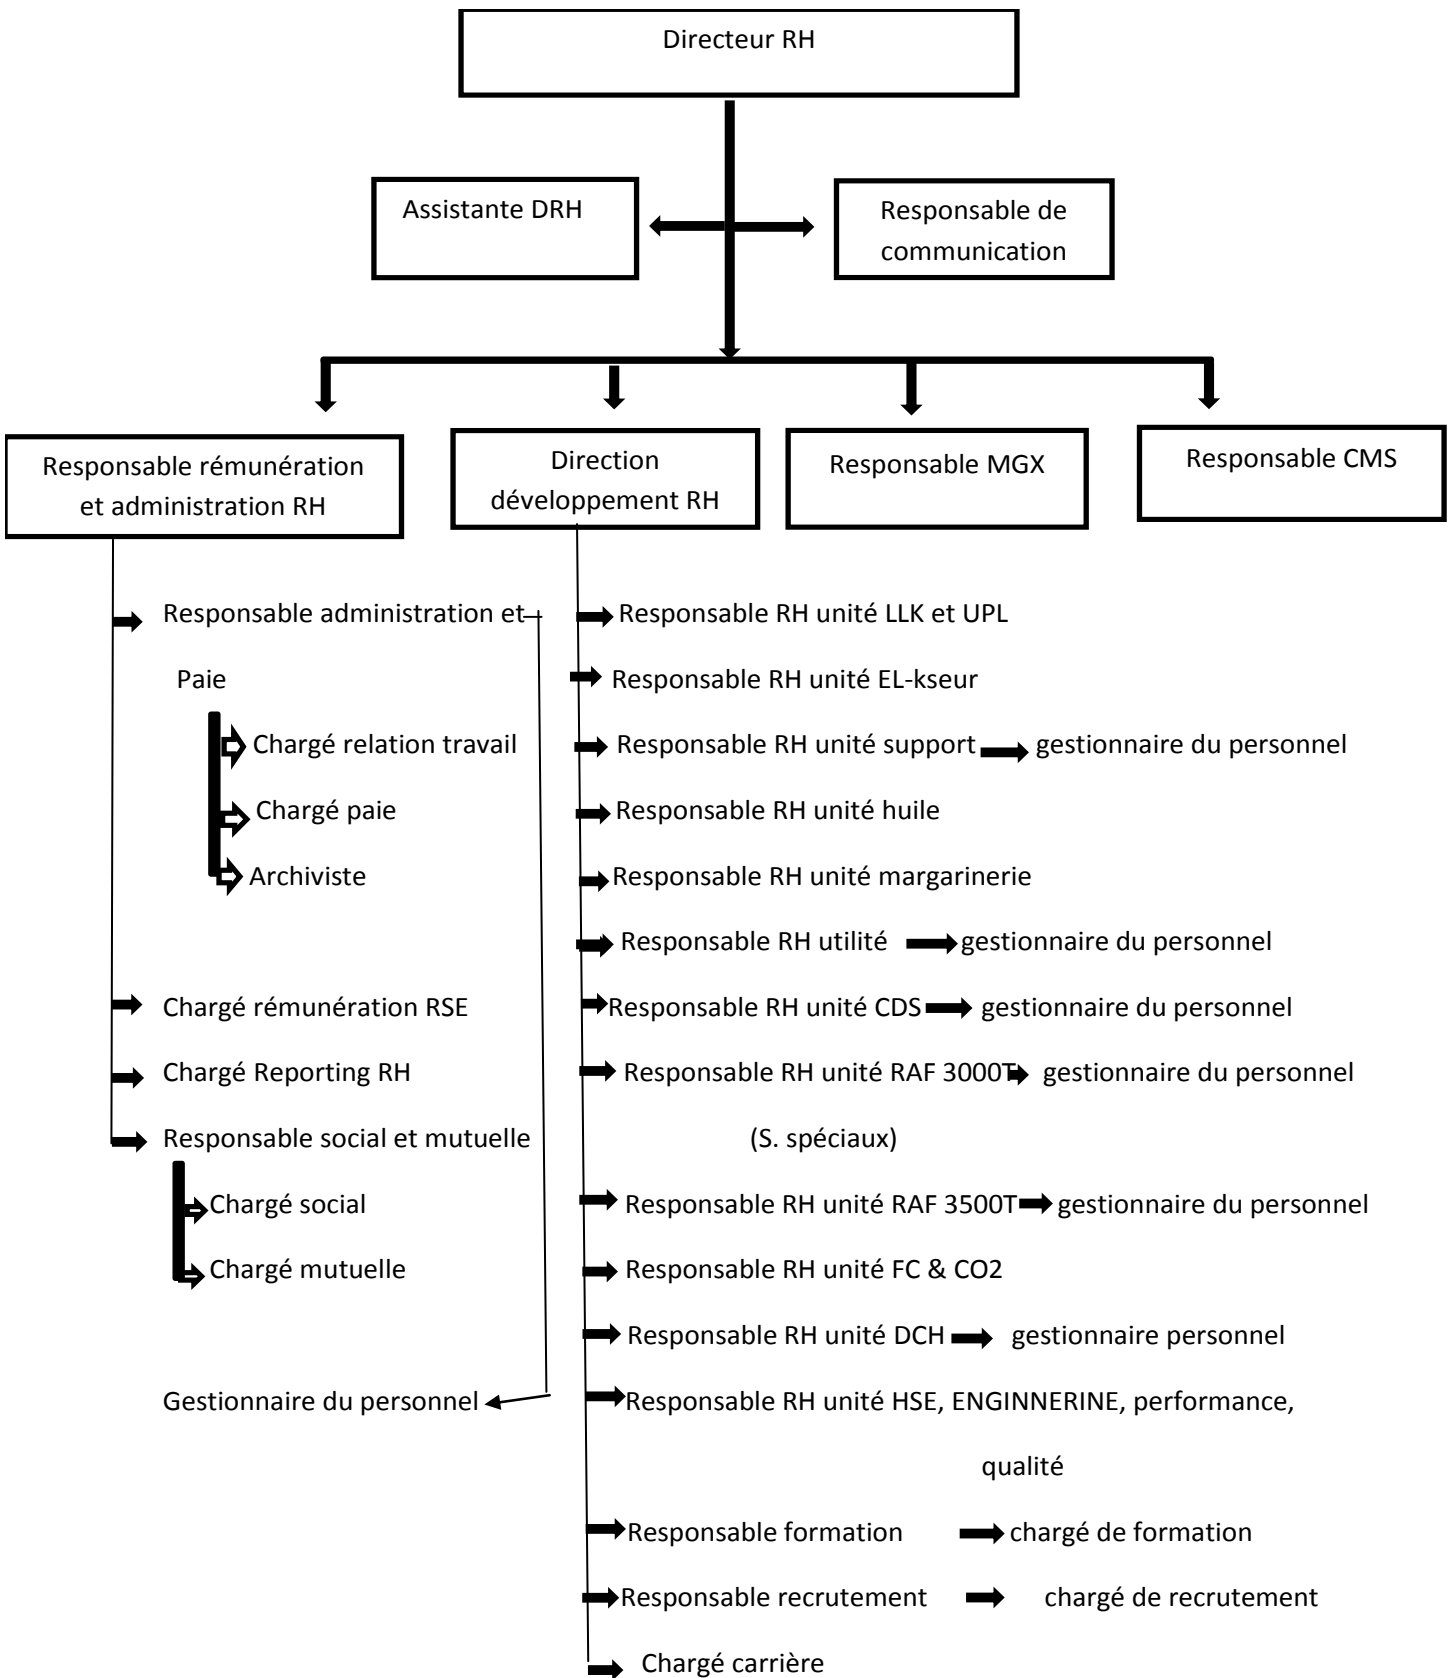 Directeur RH
Assistante DRH
Responsable de
communication
Responsable rémunération
et administration RH
Direction
développement RH
Responsable MGX
Responsable CMS
Responsable administration et
Paie
Chargé relation travail
Chargé paie
Archiviste
Chargé rémunération RSE
Chargé Reporting RH
Responsable social et mutuelle
Chargé social
Chargé mutuelle
Gestionnaire du personnel
Responsable RH unité LLK et UPL
Responsable RH unité EL-kseur
Responsable RH unité support gestionnaire du personnel
Responsable RH unité huile
Responsable RH unité margarinerie
Responsable RH utilité gestionnaire du personnel
Responsable RH unité CDS gestionnaire du personnel
Responsable RH unité RAF 3000T gestionnaire du personnel
(S. spéciaux)
Responsable RH unité RAF 3500T gestionnaire du personnel
Responsable RH unité FC & CO2
Responsable RH unité DCH gestionnaire personnel
Responsable RH unité HSE, ENGINNERINE, performance,
qualité
Responsable formation chargé de formation
Responsable recrutement chargé de recrutement
Chargé carrière